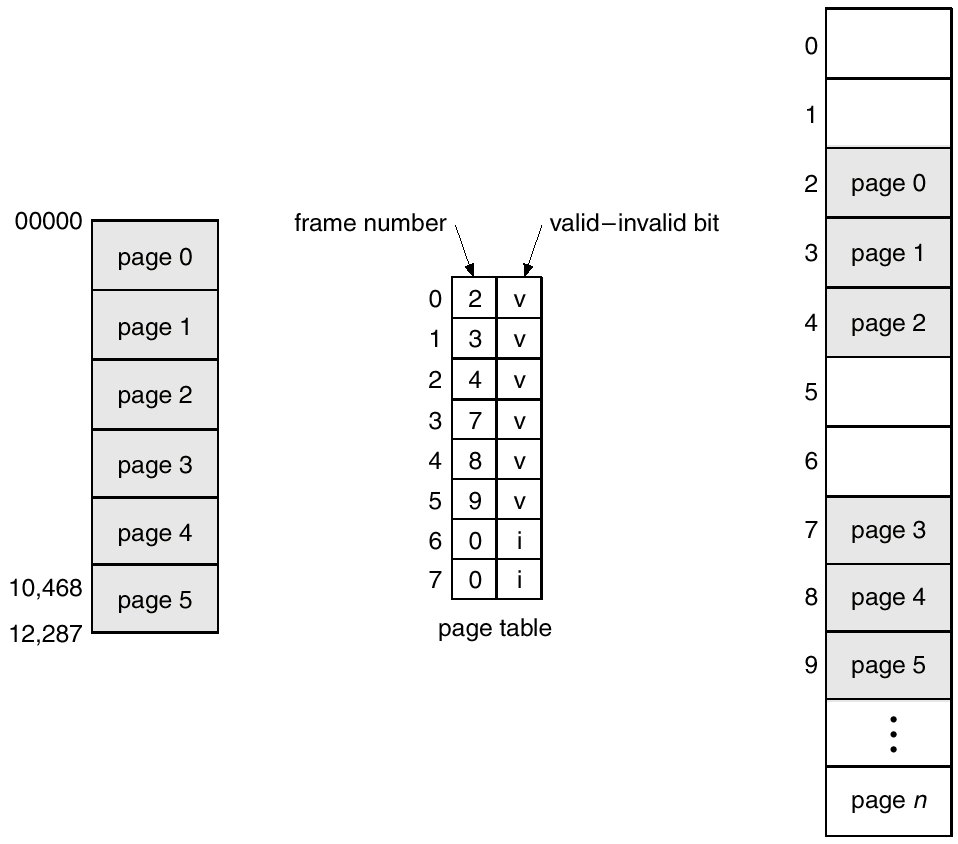 00000
page 0
page 1
page 2
page 3
page 4
10,468
page 5
12,287
frame number
valid–invalid bit
0 2 v
1 3 v
2 4 v
3 7 v
4 8 v
5 9 v
6 0 i
7 0 i
page table
0
1
2 page 0
3 page 1
4 page 2
5
6
7 page 3
8 page 4
9 page 5
page n